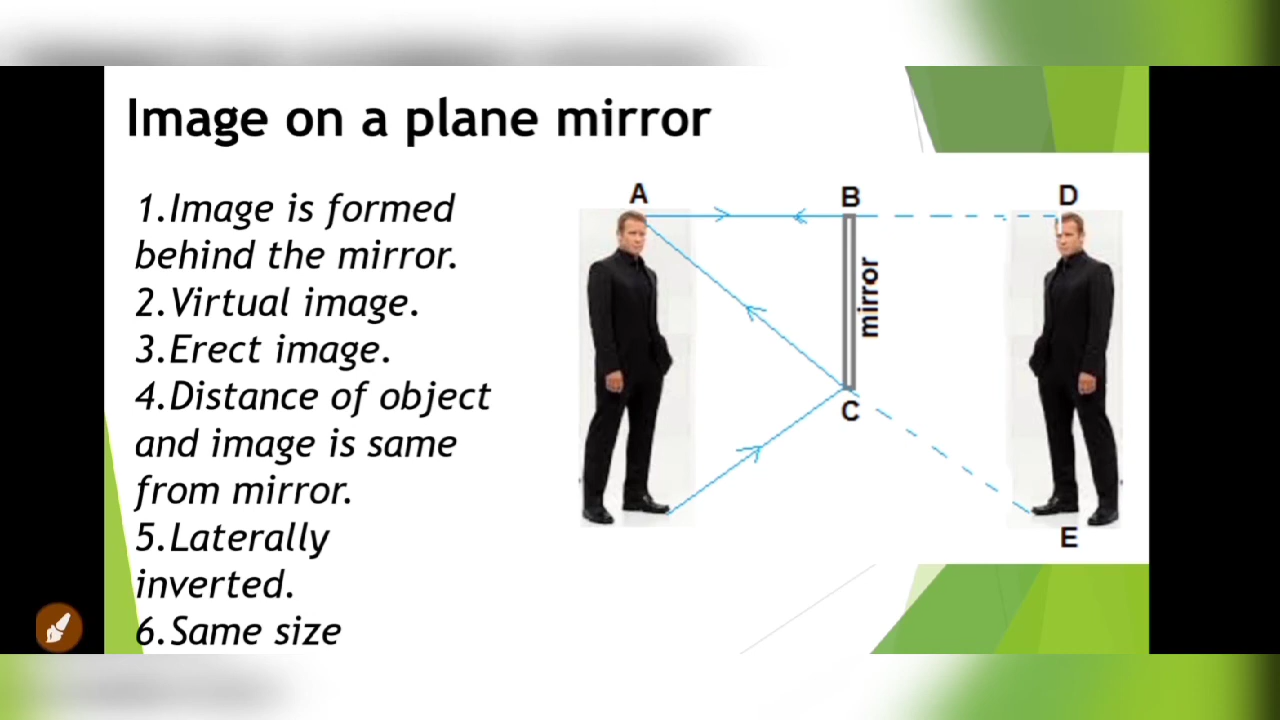 Image on a plane mirror
1.Image is formed
behind the mirror.
2.Virtual image.
3.Erect image.
4.Distance of object
and image is same
from mirror.
5.Laterally
inverted.
6.Same size
A
B
D
mirror
C
E